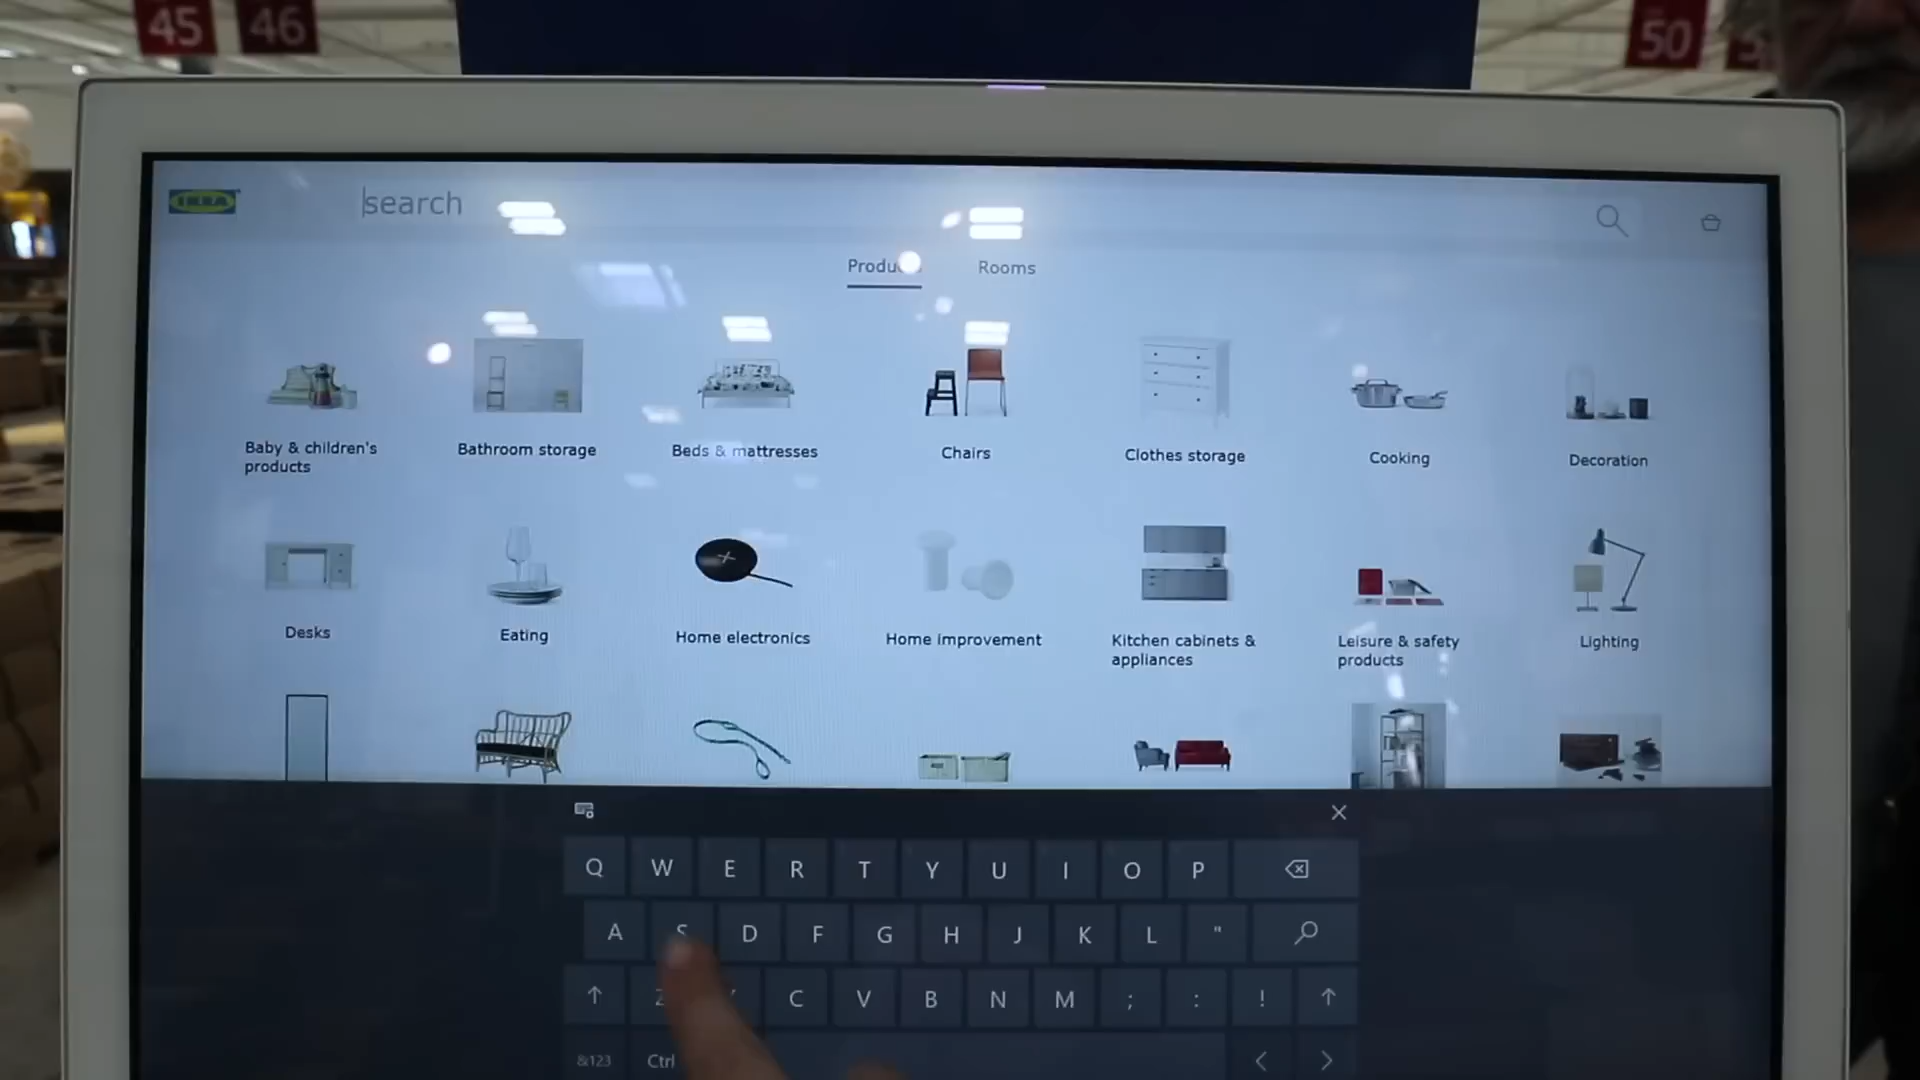 45 46
50
IKEA
search
Rooms
Baby & children's
products
Bathroom storage
Beds & mattresses
Chairs
Clothes storage
Cooking
Decoration
Desks
Eating
Home electronics
Home improvement
Kitchen cabinets &
appliances
Leisure & safety
products
Lighting
Q W E R T Y U I O P
A S D F G H J K L "
Z C V B N M ; : !
&123 Ctrl < >